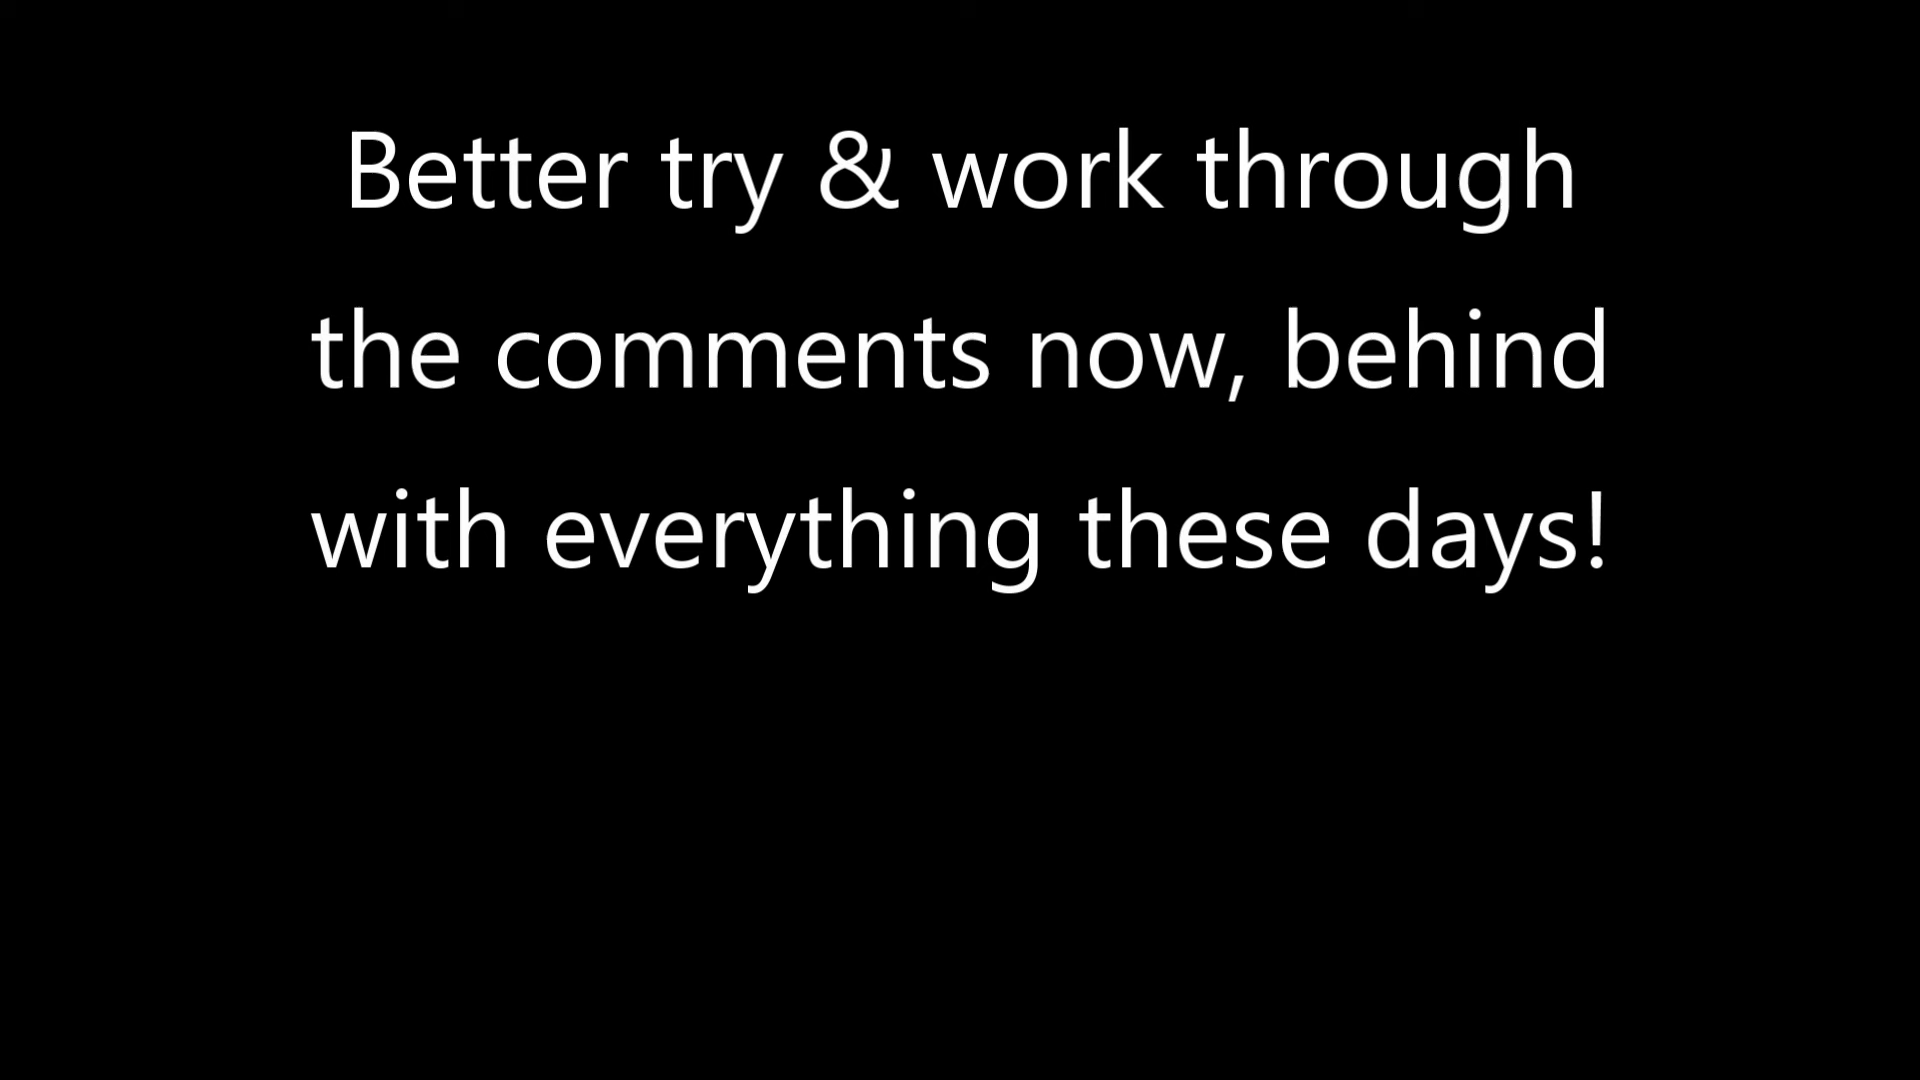 Better try & work through
the comments now, behind
with everything these days!